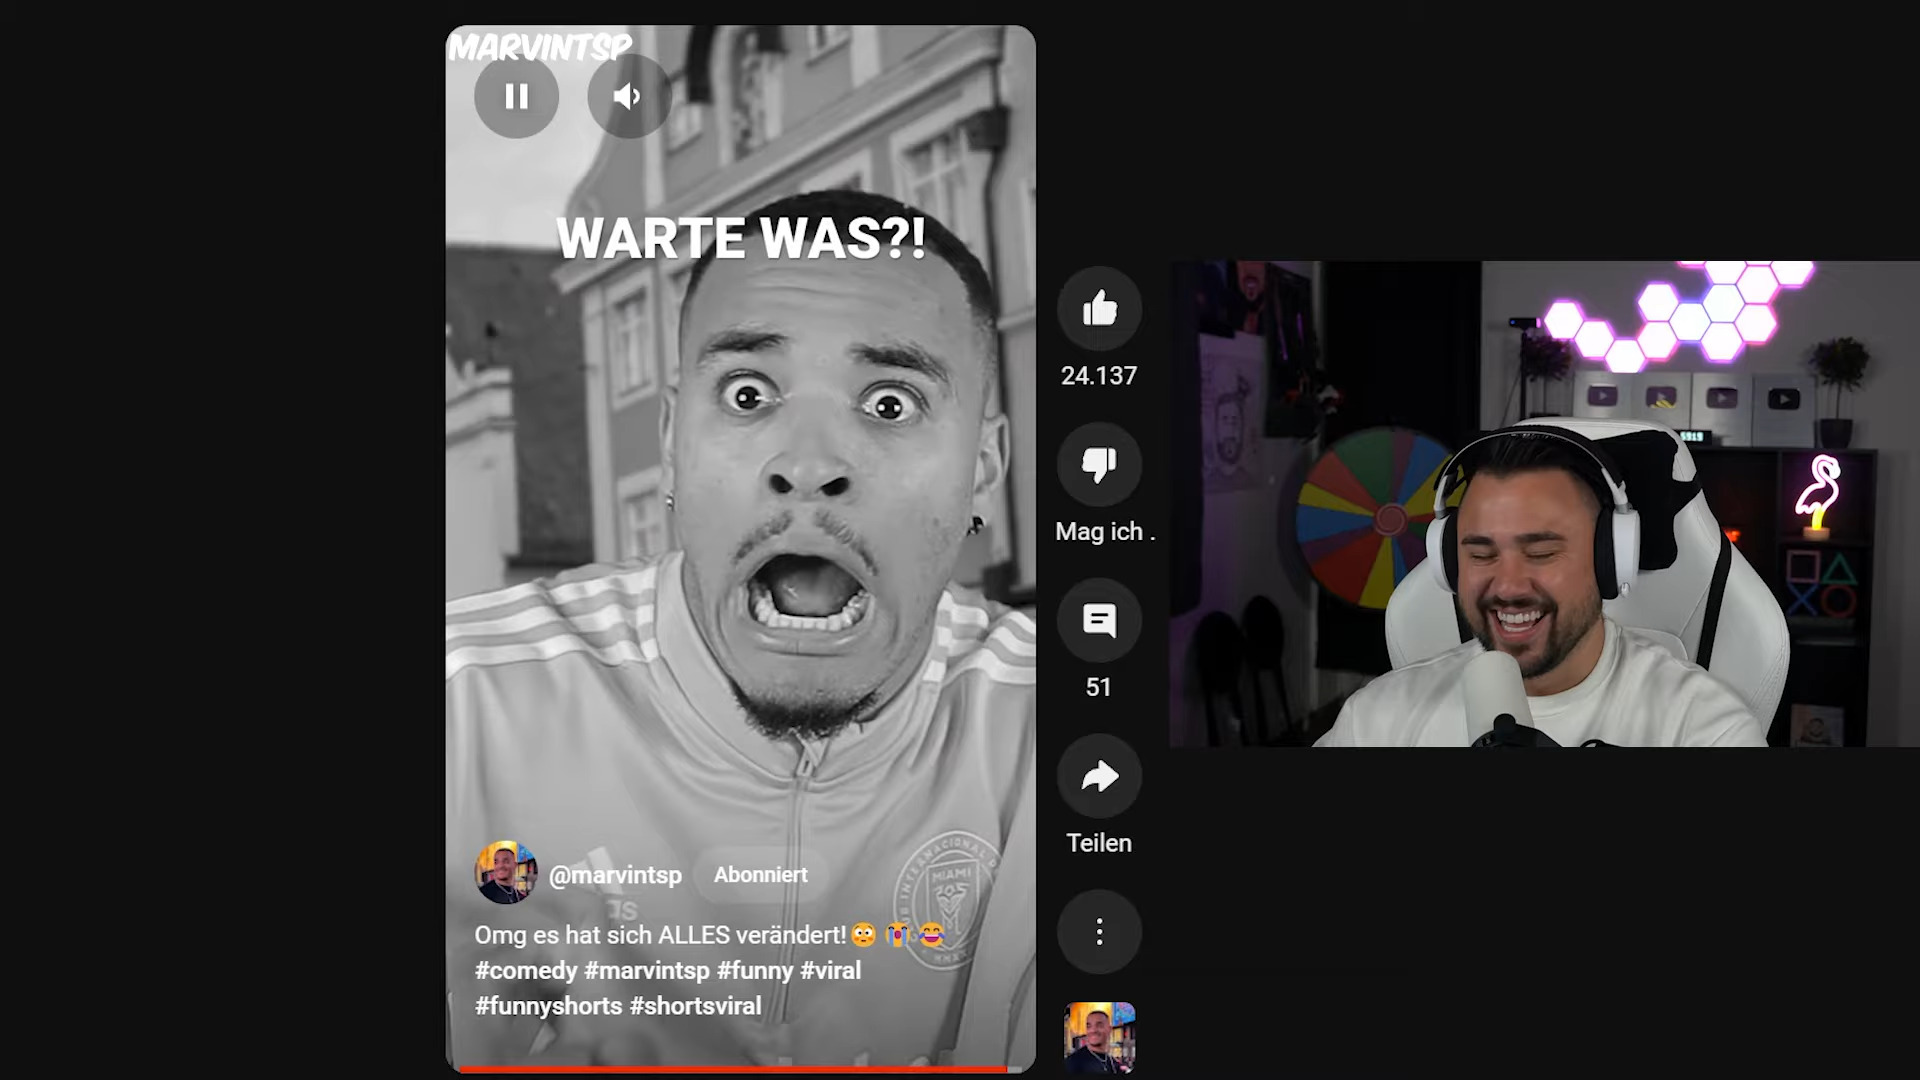 MARVINTSP
WARTE WAS?!
24.137
Mag ich .
51
Teilen
@marvintsp Abonniert
Omg es hat sich ALLES verändert!😳 😭😂
#comedy #marvintsp #funny #viral
#funnyshorts #shortsviral
MIAMI